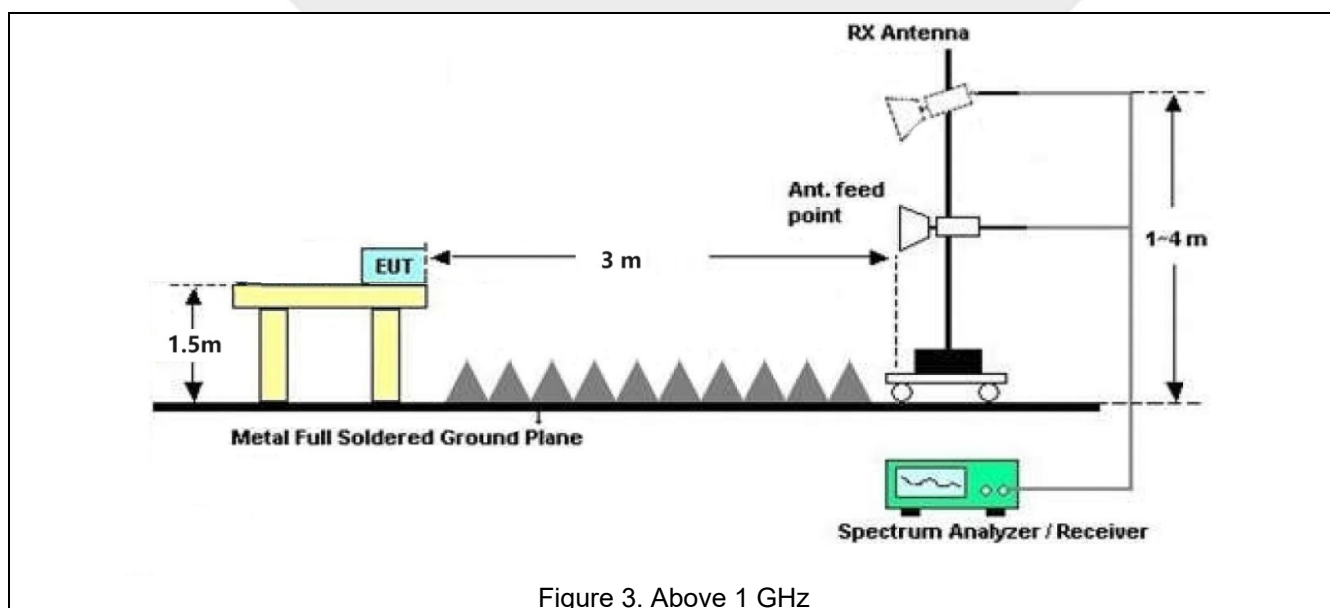 RX Antenna
Ant. feed
point
1~4 m
3 m
EUT
1.5m
Metal Full Soldered Ground Plane
Spectrum Analyzer / Receiver
Figure 3. Above 1 GHz